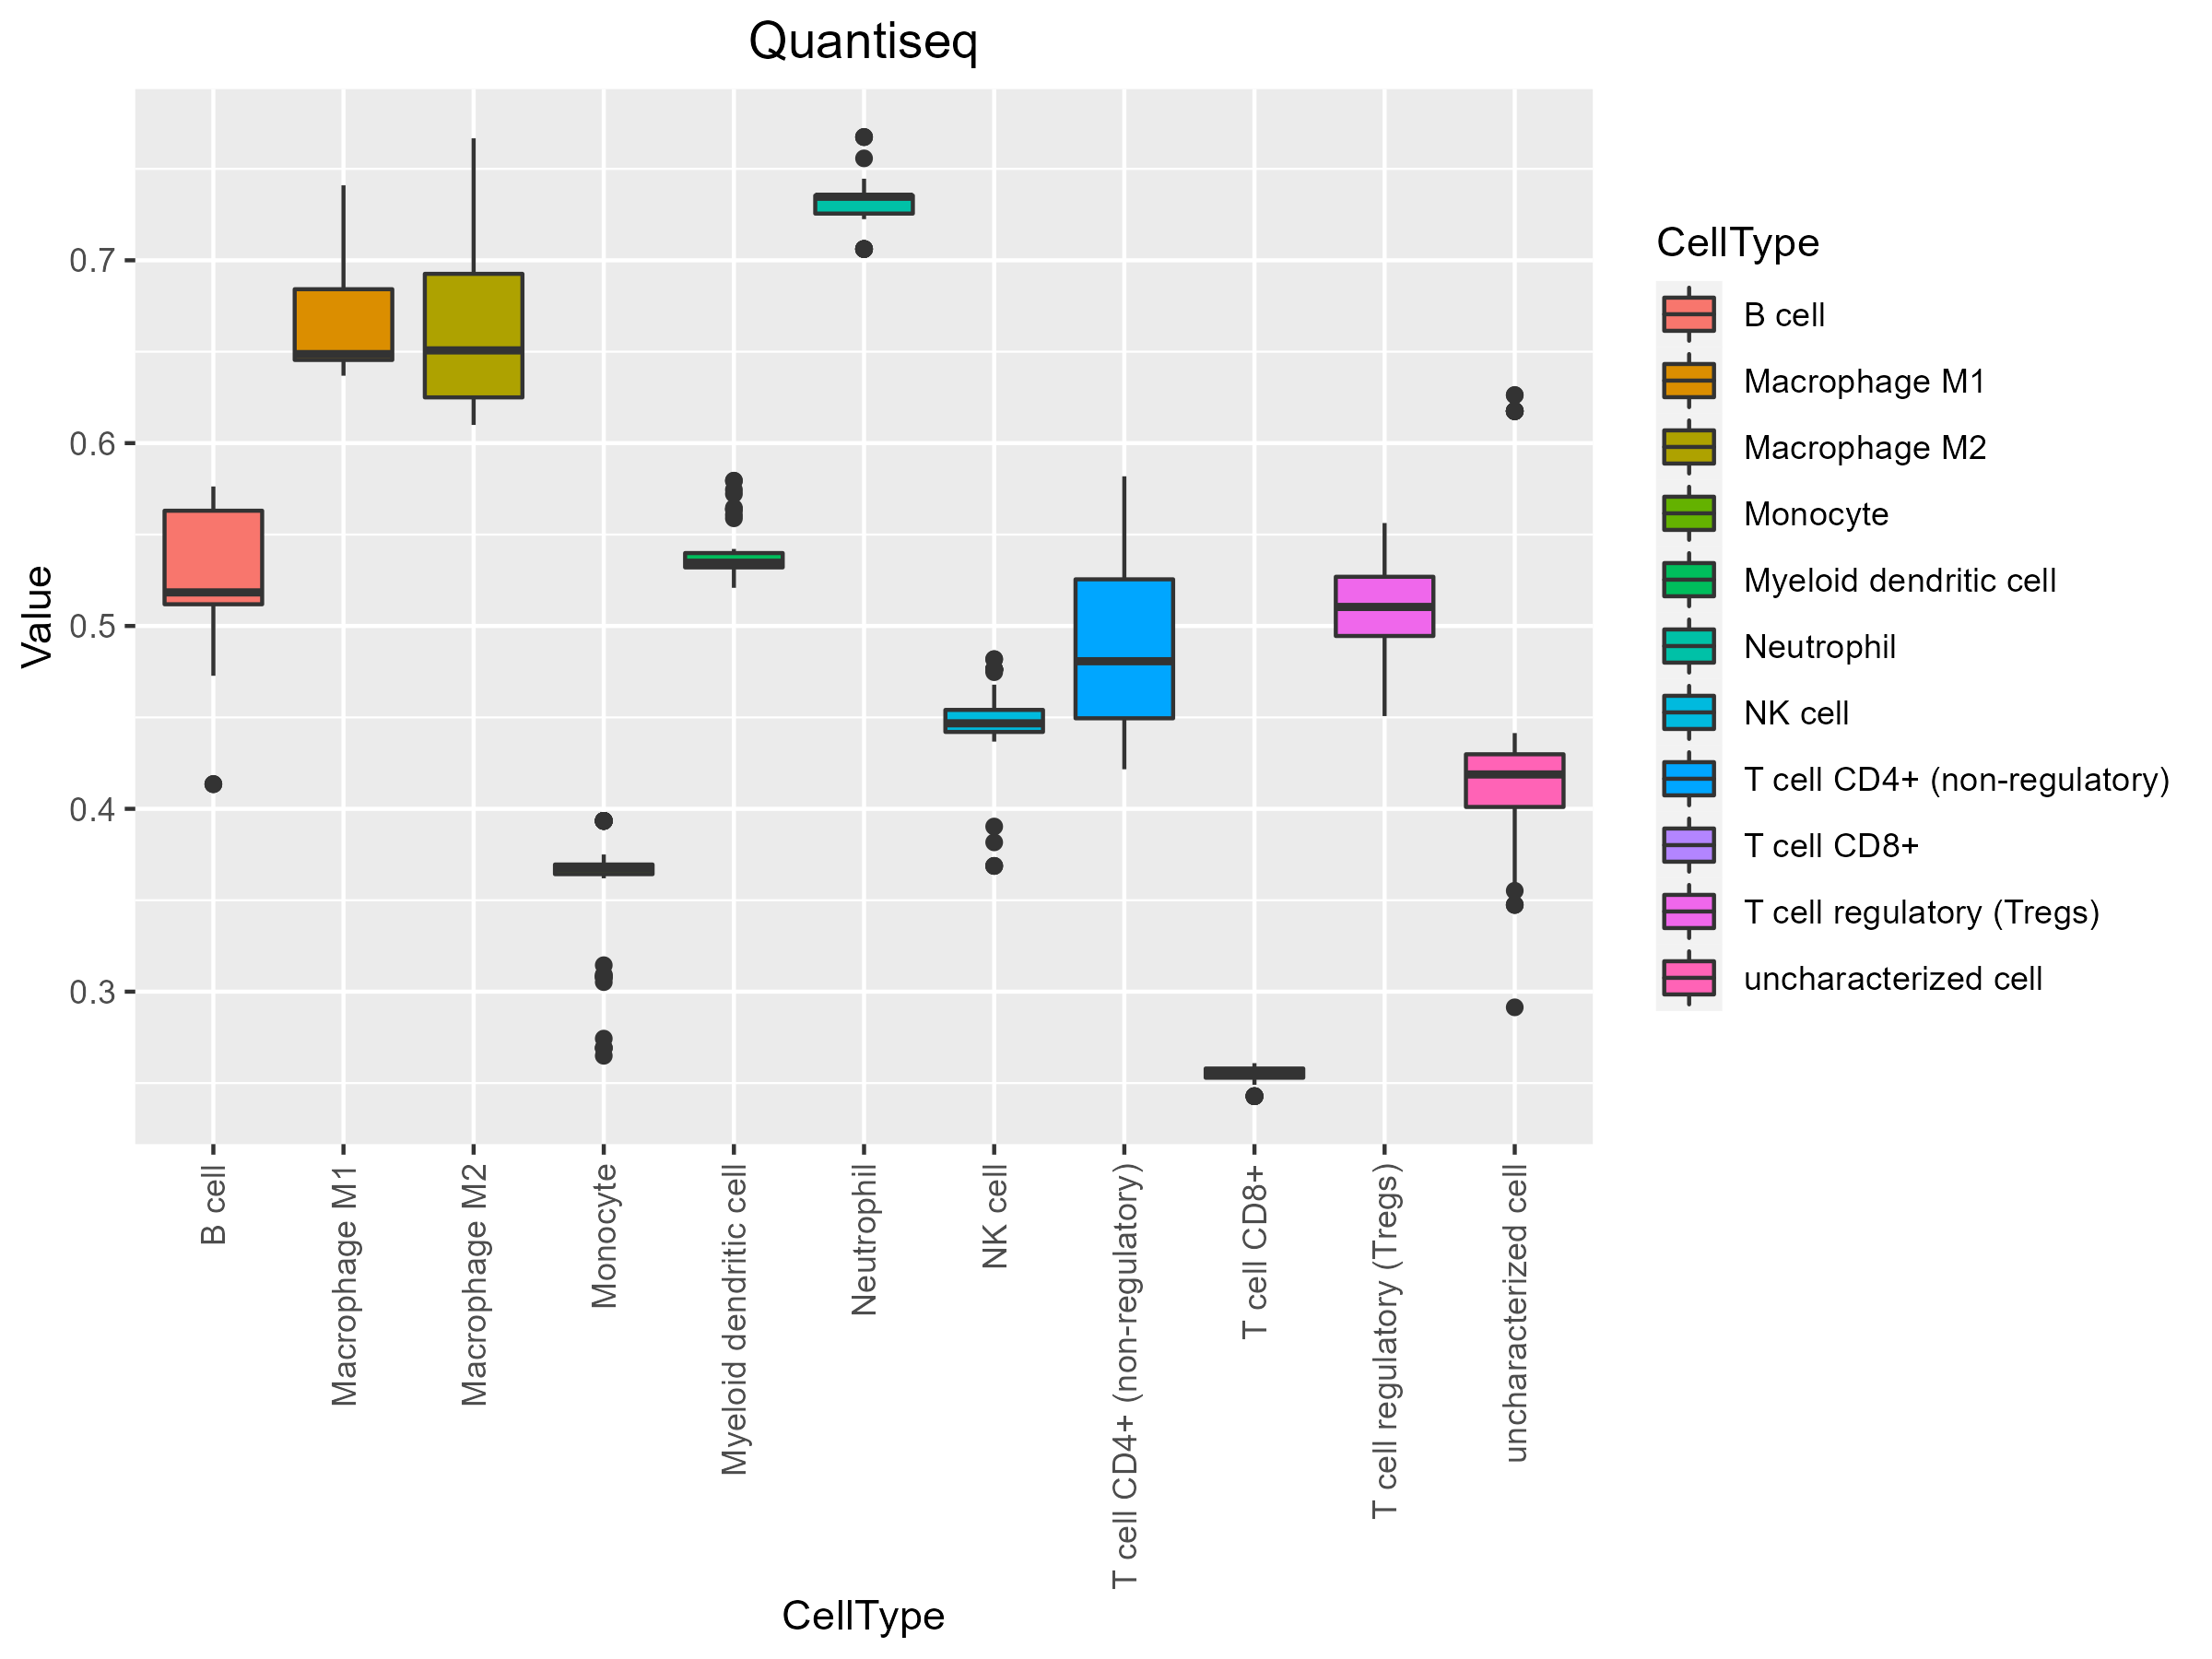 Quantiseq
Value
0.7
0.6
0.5
0.4
0.3
B cell
Macrophage M1
Macrophage M2
Monocyte
Myeloid dendritic cell
Neutrophil
NK cell
T cell CD4+ (non-regulatory)
T cell CD8+
T cell regulatory (Tregs)
uncharacterized cell
CellType
CellType
B cell
Macrophage M1
Macrophage M2
Monocyte
Myeloid dendritic cell
Neutrophil
NK cell
T cell CD4+ (non-regulatory)
T cell CD8+
T cell regulatory (Tregs)
uncharacterized cell